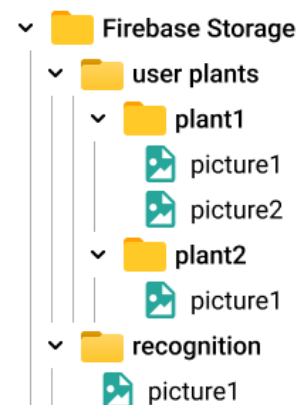 Firebase Storage
user plants
plant1
picture1
picture2
plant2
picture1
recognition
picture1